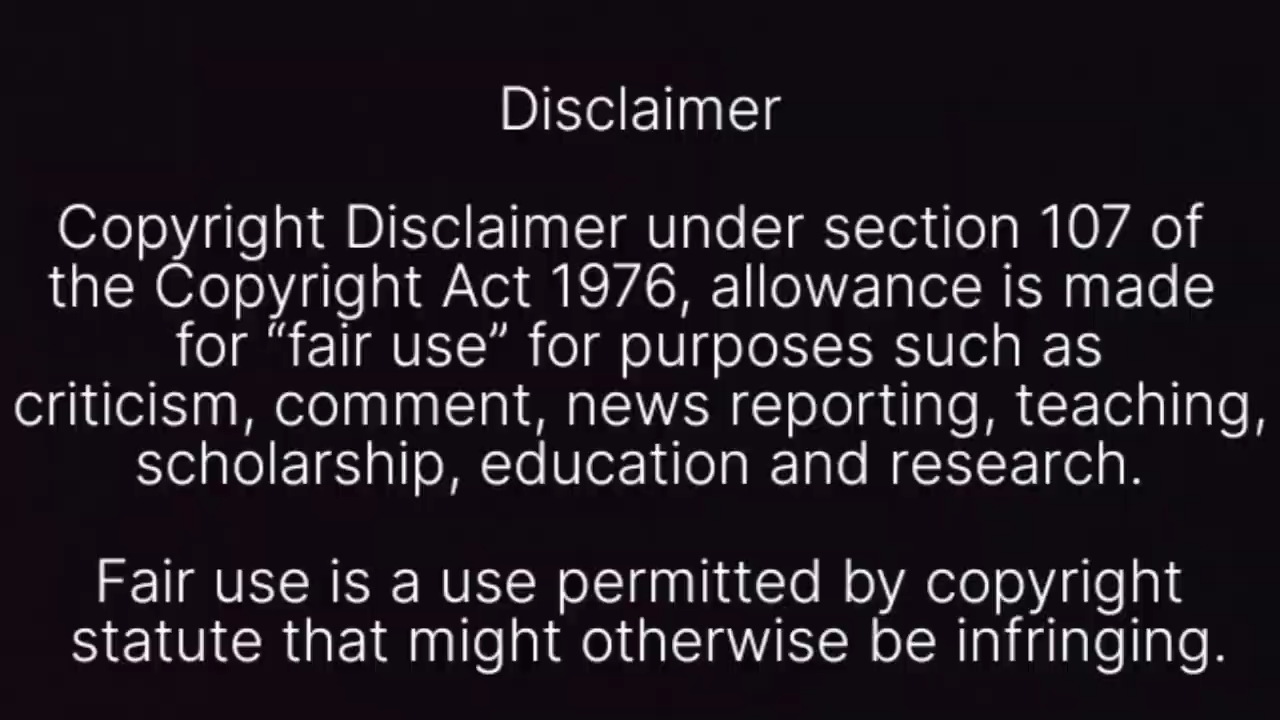 Disclaimer
Copyright Disclaimer under section 107 of
the Copyright Act 1976, allowance is made
for “fair use” for purposes such as
criticism, comment, news reporting, teaching,
scholarship, education and research.
Fair use is a use permitted by copyright
statute that might otherwise be infringing.